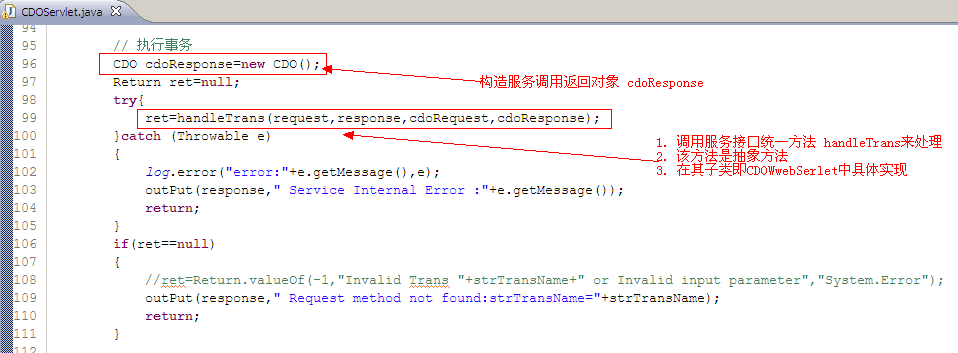 CDOServlet.java
94
95 // 执行事务
96 CDO cdoResponse=new CDO();
构造服务调用返回对象 cdoResponse
97 Return ret=null;
98 try{
99 ret=handleTrans(request,response,cdoRequest,cdoResponse);
100 }catch (Throwable e)
1. 调用服务接口统一方法 handleTrans来处理
101 {
2. 该方法是抽象方法
102 log.error("error:"+e.getMessage(),e);
3. 在其子类即CDOWwebSerlet中具体实现
103 outPut(response," Service Internal Error :"+e.getMessage());
104 return;
105 }
106 if(ret==null)
107 {
108 //ret=Return.valueOf(-1,"Invalid Trans "+strTransName+" or Invalid input parameter","System.Error");
109 outPut(response," Request method not found:strTransName="+strTransName);
110 return;
111 }
112